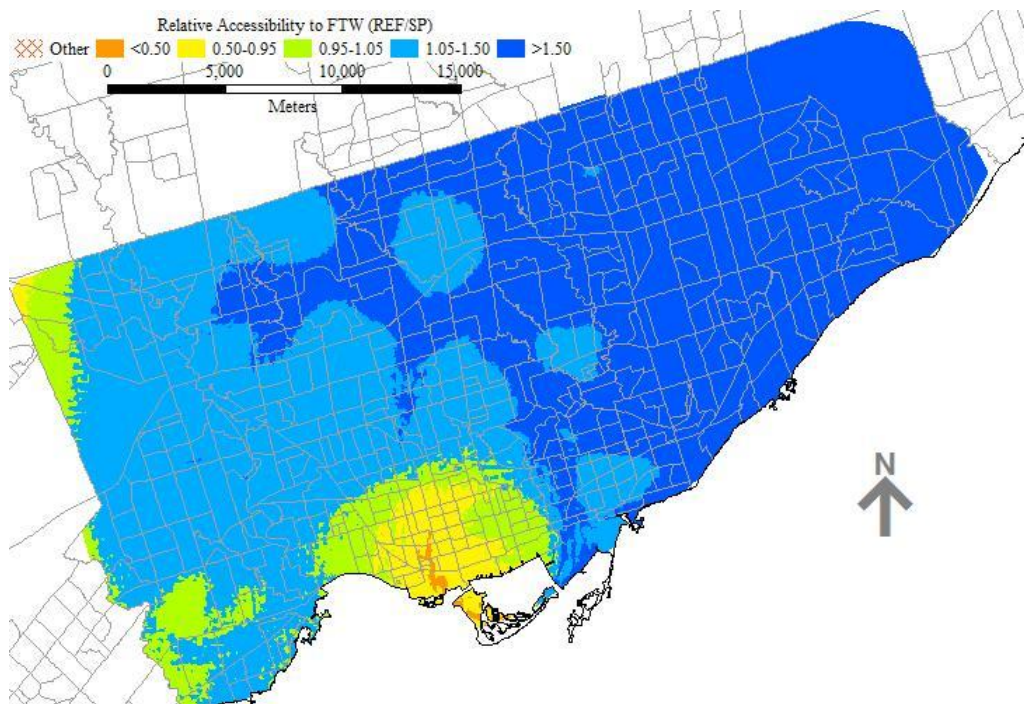 Relative Accessibility to FTW (REF/SP)
Other <0.50 0.50-0.95 0.95-1.05 1.05-1.50 >1.50
0 5,000 10,000 15,000
Meters
N